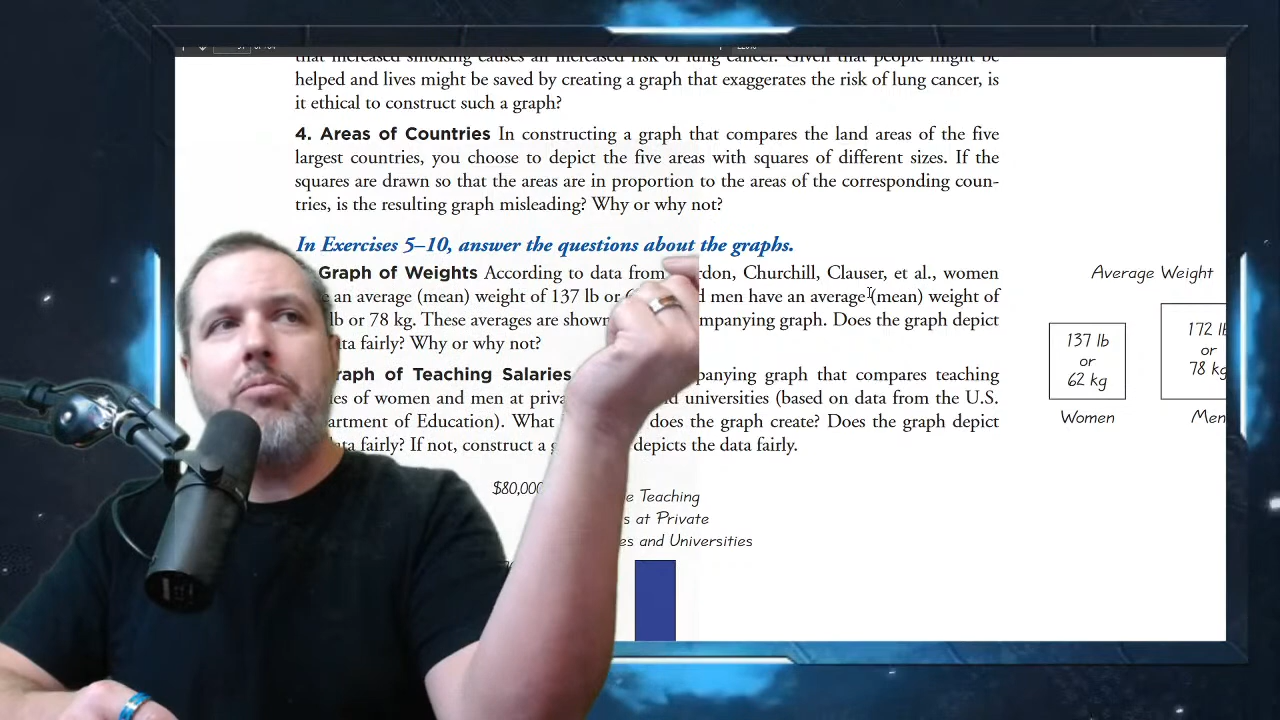 that increased smoking causes an increased risk of lung cancer. Given that people might be
helped and lives might be saved by creating a graph that exaggerates the risk of lung cancer, is
it ethical to construct such a graph?
4. Areas of Countries In constructing a graph that compares the land areas of the five
largest countries, you choose to depict the five areas with squares of different sizes. If the
squares are drawn so that the areas are in proportion to the areas of the corresponding coun-
tries, is the resulting graph misleading? Why or why not?
In Exercises 5–10, answer the questions about the graphs.
Graph of Weights According to data from rdon, Churchill, Clauser, et al., women
an average (mean) weight of 137 lb or men have an average (mean) weight of
lb or 78 kg. These averages are shown mpanying graph. Does the graph depict
ta fairly? Why or why not?
raph of Teaching Salaries panying graph that compares teaching
es of women and men at priva universities (based on data from the U.S.
artment of Education). What does the graph create? Does the graph depict
ta fairly? If not, construct a g depicts the data fairly.
Average Weight
137 lb
or
62 kg
172 lb
or
78 kg
Women
Men
$80,000
e Teaching
s at Private
es and Universities